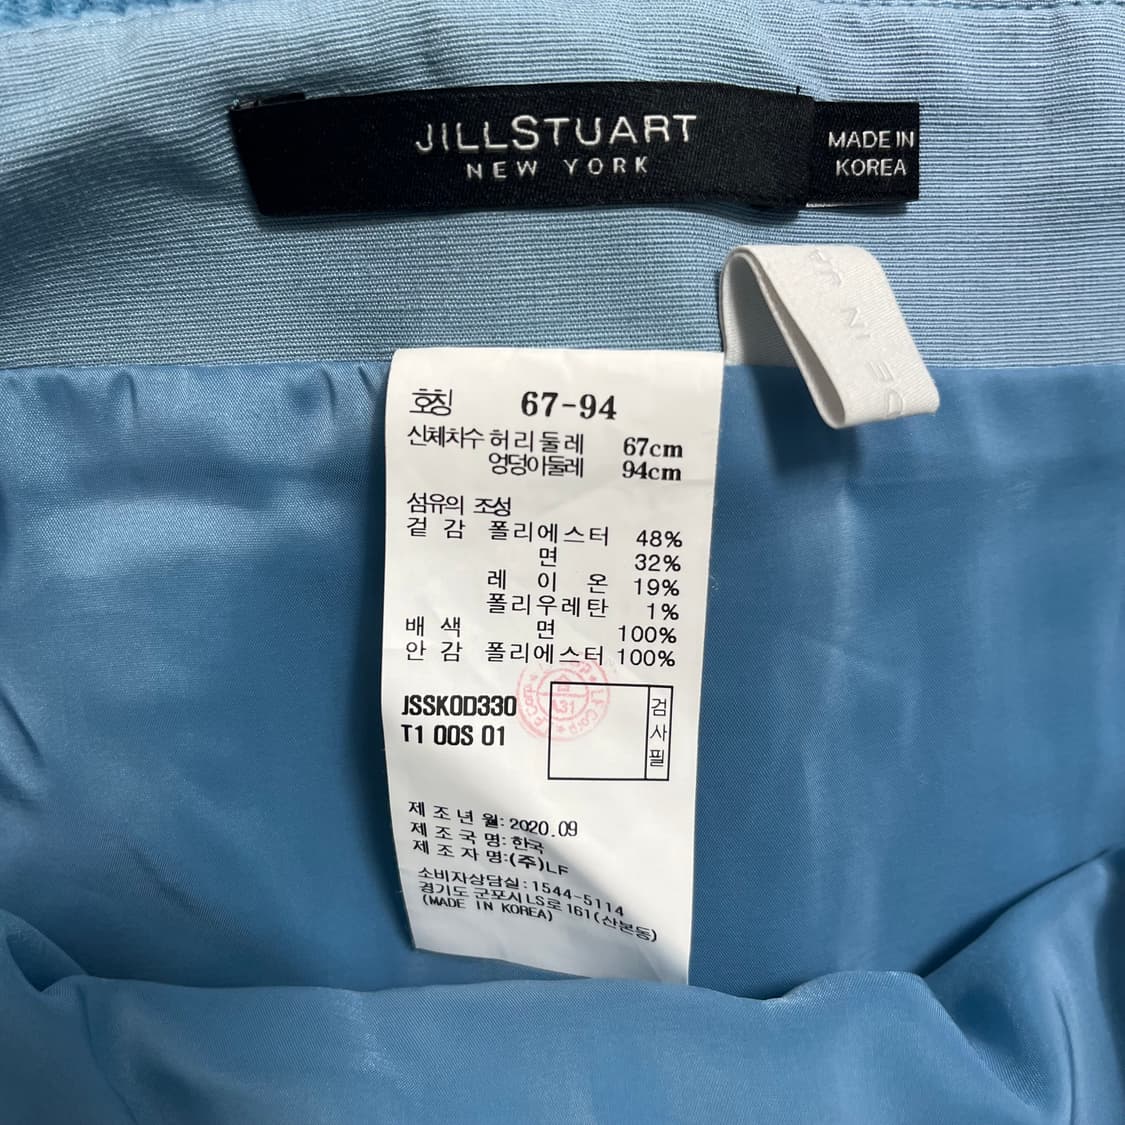 JILLSTUART
NEW YORK
MADE IN
KOREA
호칭 67-94
신체치수 허리둘레 67cm
엉덩이둘레 94cm
섬유의 조성
겉감 폴리에스터 48%
면 32%
레이온 19%
폴리우레탄 1%
배색 면 100%
안감 폴리에스터 100%
JSSK0D330
T1 00S 01
검사필
제조년월: 2020.09
제조국명: 한국
제조자명:(주)LF
소비자상담실:1544-5114
경기도 군포시 LS로 161(산본동)
(MADE IN KOREA)